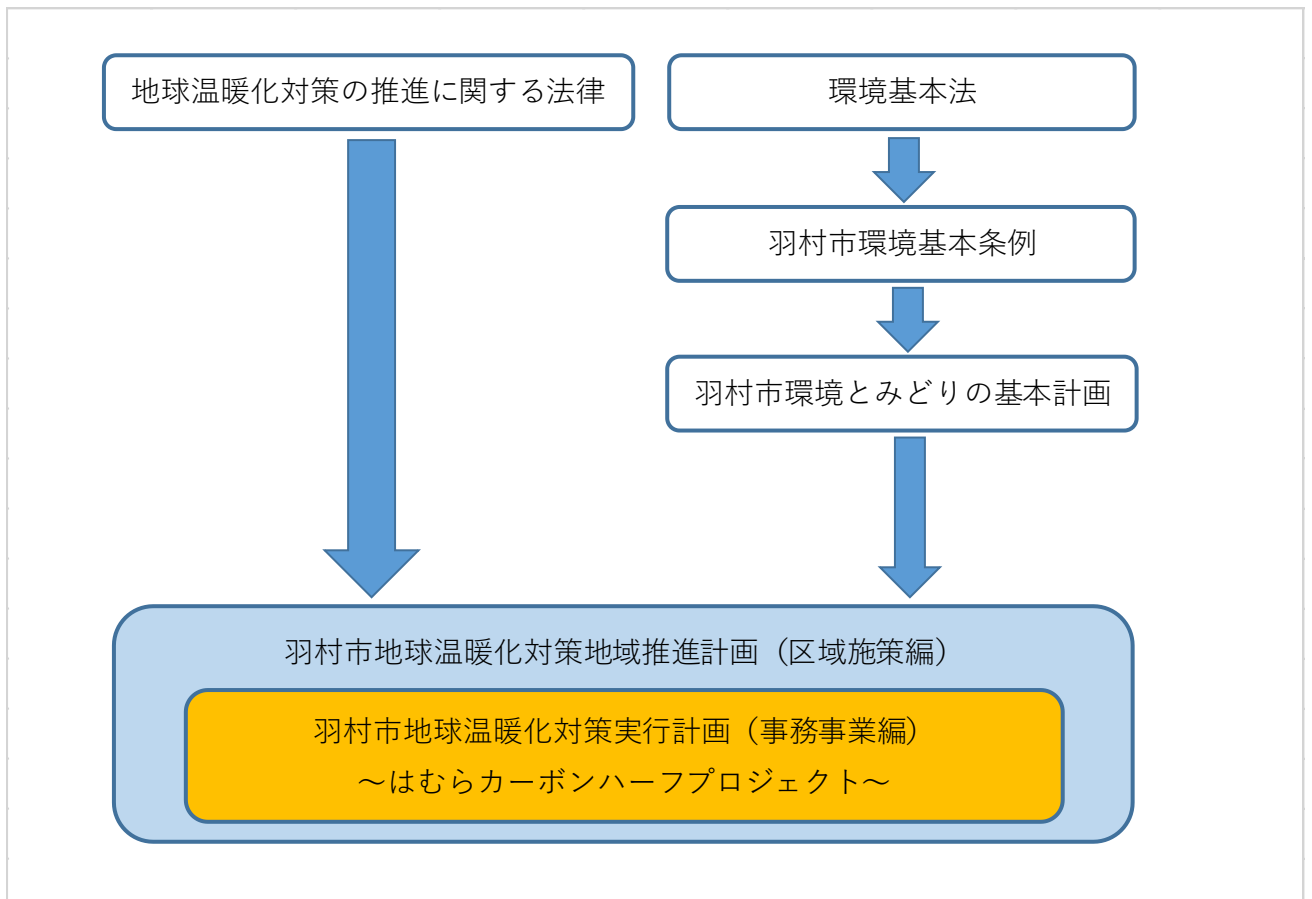 地球温暖化対策の推進に関する法律
環境基本法
羽村市環境基本条例
羽村市環境とみどりの基本計画
羽村市地球温暖化対策地域推進計画（区域施策編）
羽村市地球温暖化対策実行計画（事務事業編）
～はむらカーボンハーフプロジェクト～